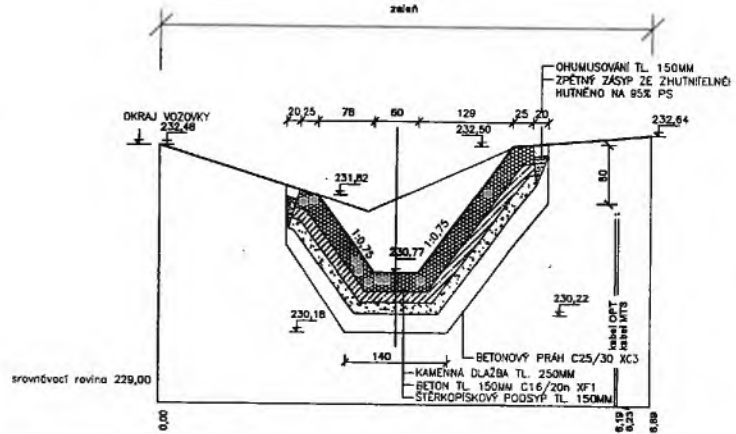 zeleň
OHUMUSOVÁNÍ TL. 150MM
ZPĚTNÝ ZÁSYP ZE ZHUTNITELNÉ
HUTNĚNO NA 95% PS
OKRAJ VOZOVKY
20 25 78 60 129 25 20
232,48
232,50
232,64
231,82
80
1:0,75
1:0,75
230,77
230,18
230,22
kabel OPT
kabel MTS
140
BETONOVÝ PRÁH C25/30 XC3
KAMENNÁ DLAŽBA TL. 250MM
BETON TL. 150MM C16/20n XF1
ŠTĚRKOPÍSKOVÝ PODSYP TL. 150MM
srovnávací rovina 229,00
0,00
6,19
6,23
6,69